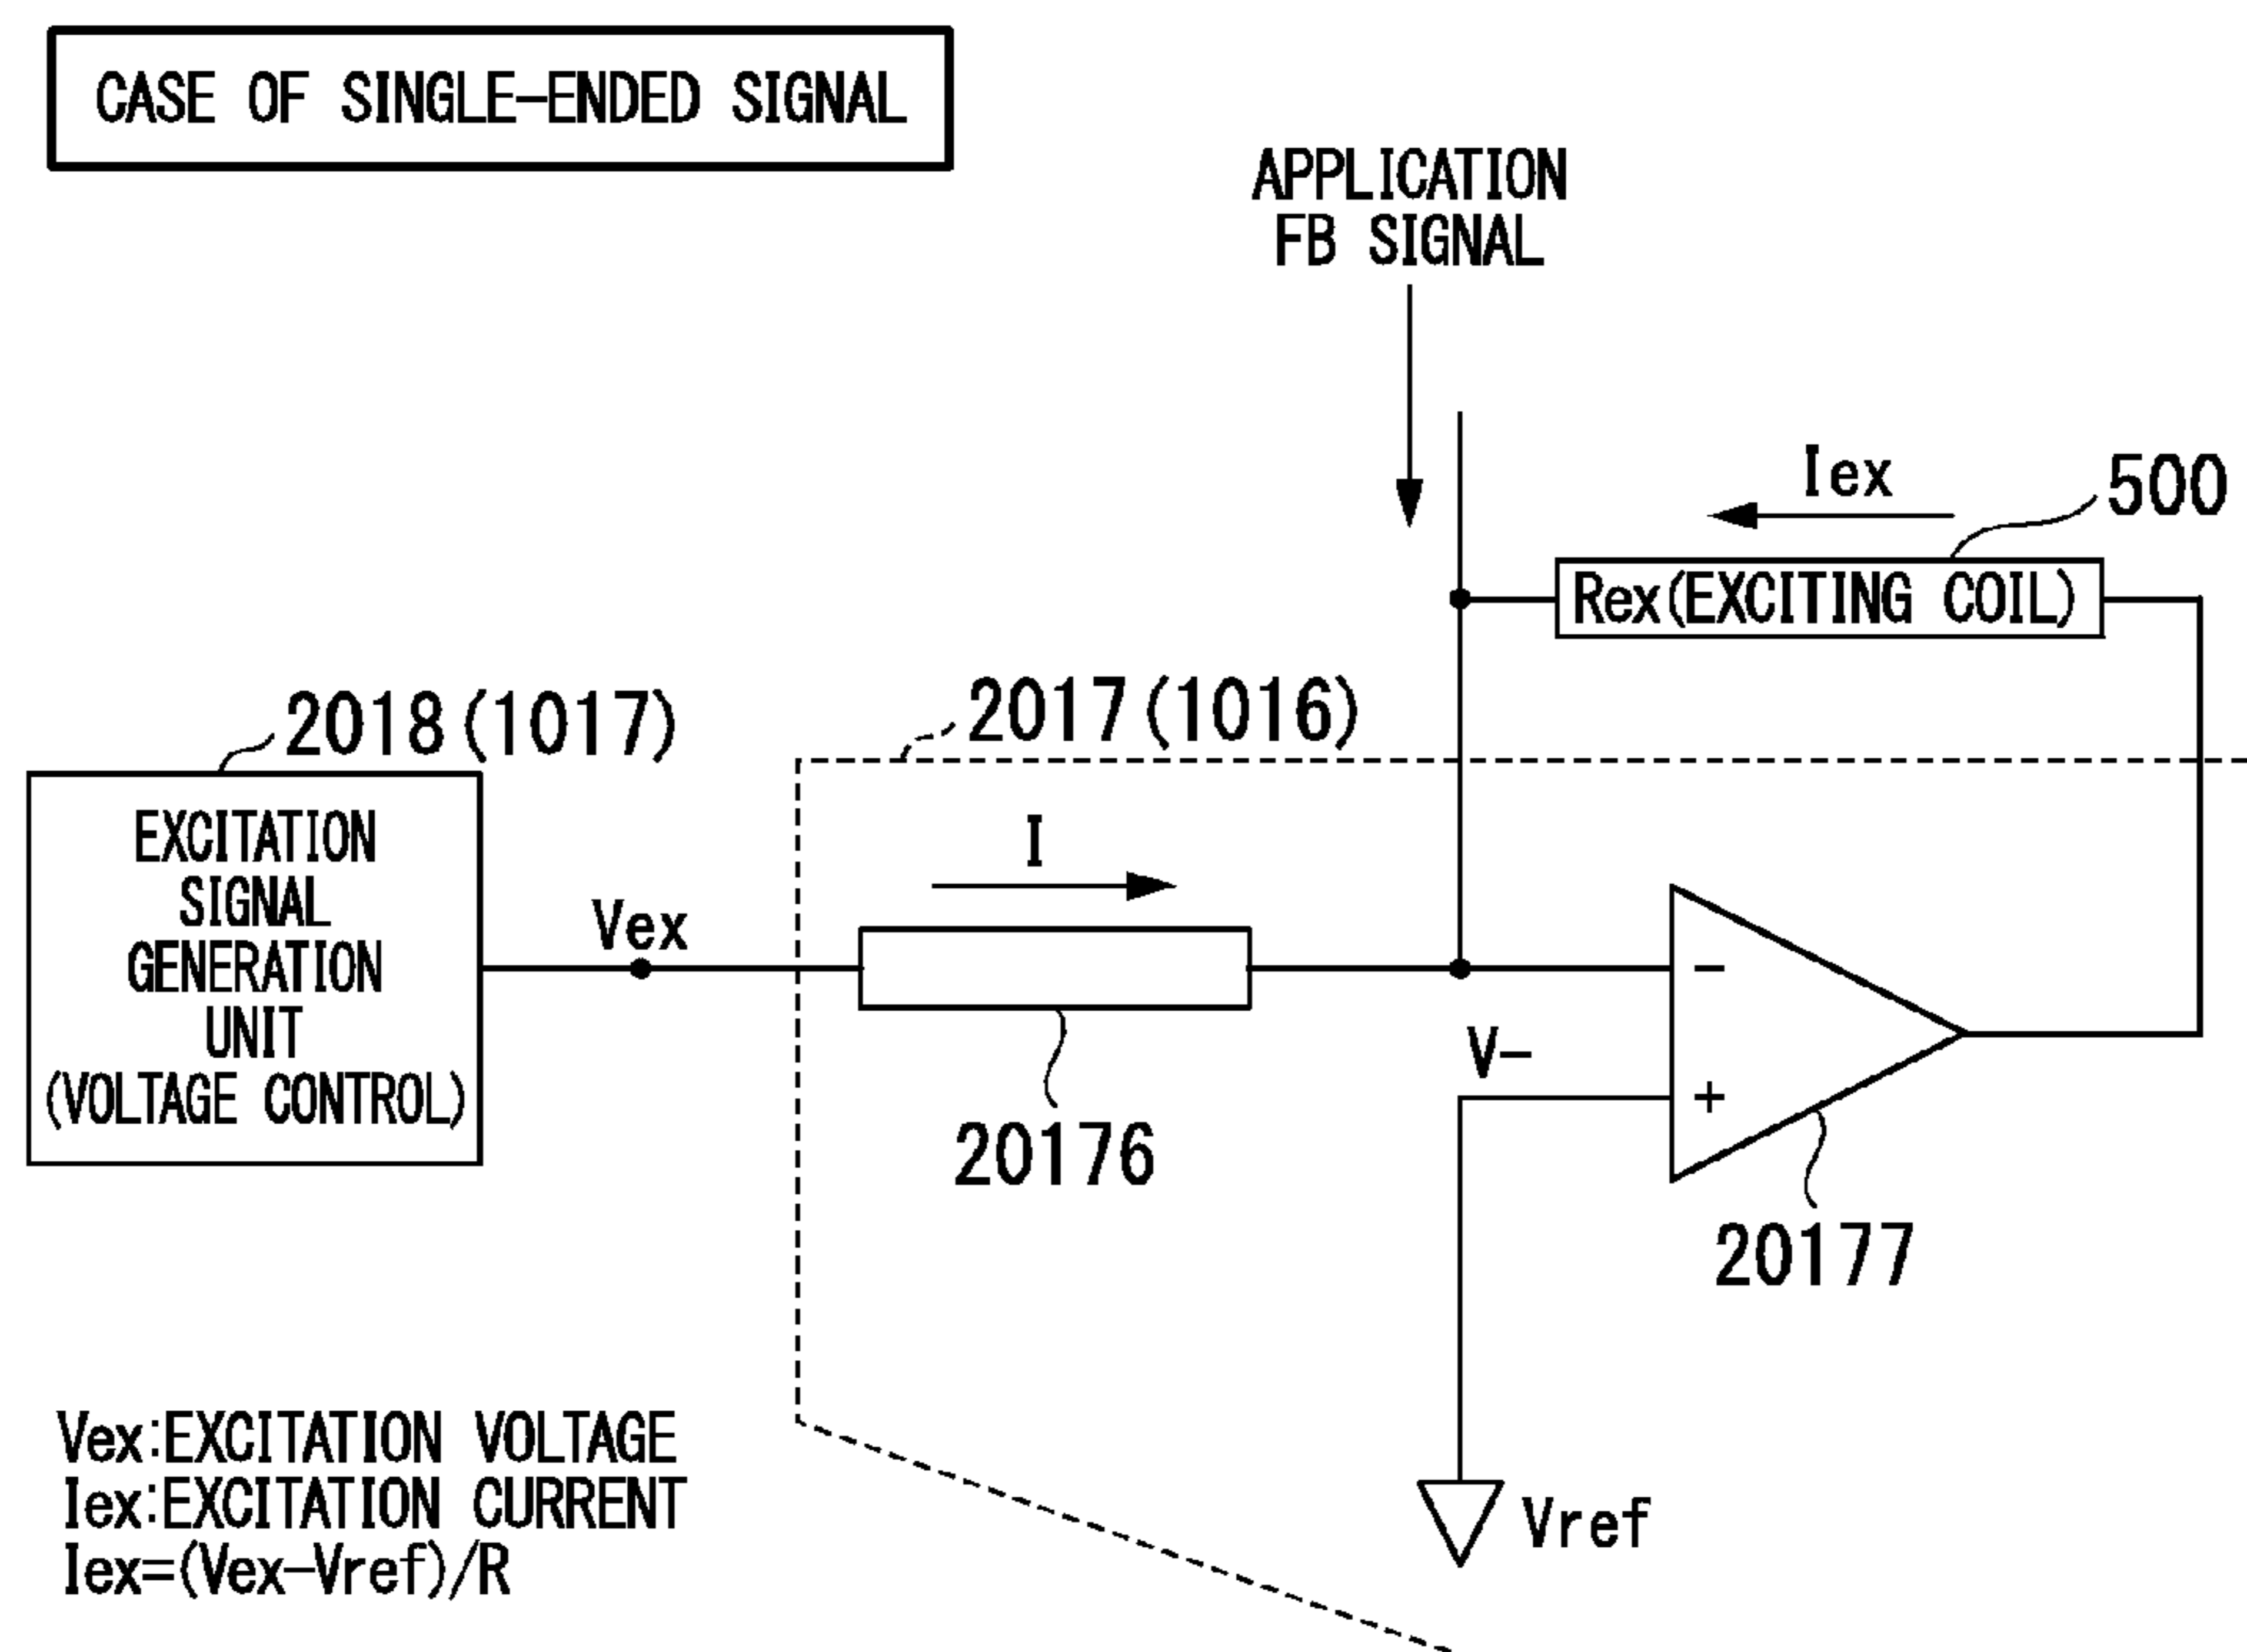 CASE OF SINGLE-ENDED SIGNAL
APPLICATION
FB SIGNAL
Iex
500
Rex(EXCITING COIL)
2018(1017)
2017(1016)
EXCITATION
SIGNAL
GENERATION
UNIT
(VOLTAGE CONTROL)
Vex
I
−
V−
+
20176
20177
Vref
Vex:EXCITATION VOLTAGE
Iex:EXCITATION CURRENT
Iex=(Vex−Vref)/R